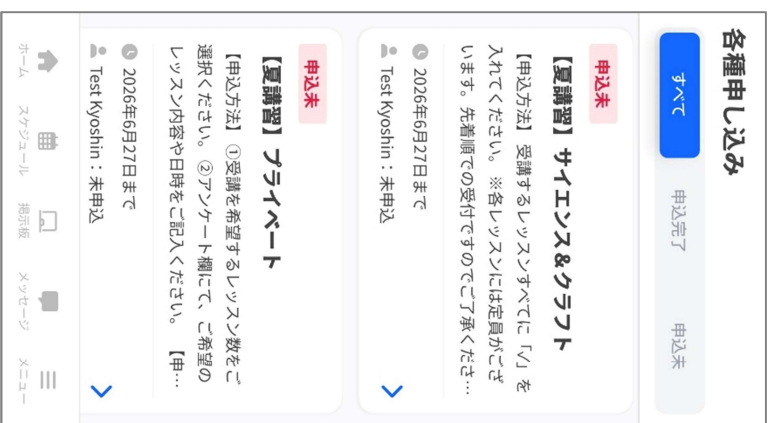 各種申し込み
すべて
申込完了
申込未
申込未
【夏講習】サイエンス&クラフト
【申込方法】 受講するレッスンすべてに「✓」を
入れてください。 ※各レッスンには定員がござ
います。先着順での受付ですのでご了承くださ…
2026年6月27日まで
Test Kyoshin：未申込
申込未
【夏講習】プライベート
【申込方法】 ①受講を希望するレッスン数をご
選択ください。 ②アンケート欄にて、ご希望の
レッスン内容や日時をご記入ください。 【申…
2026年6月27日まで
Test Kyoshin：未申込
ホーム
スケジュール
掲示板
メッセージ
メニュー